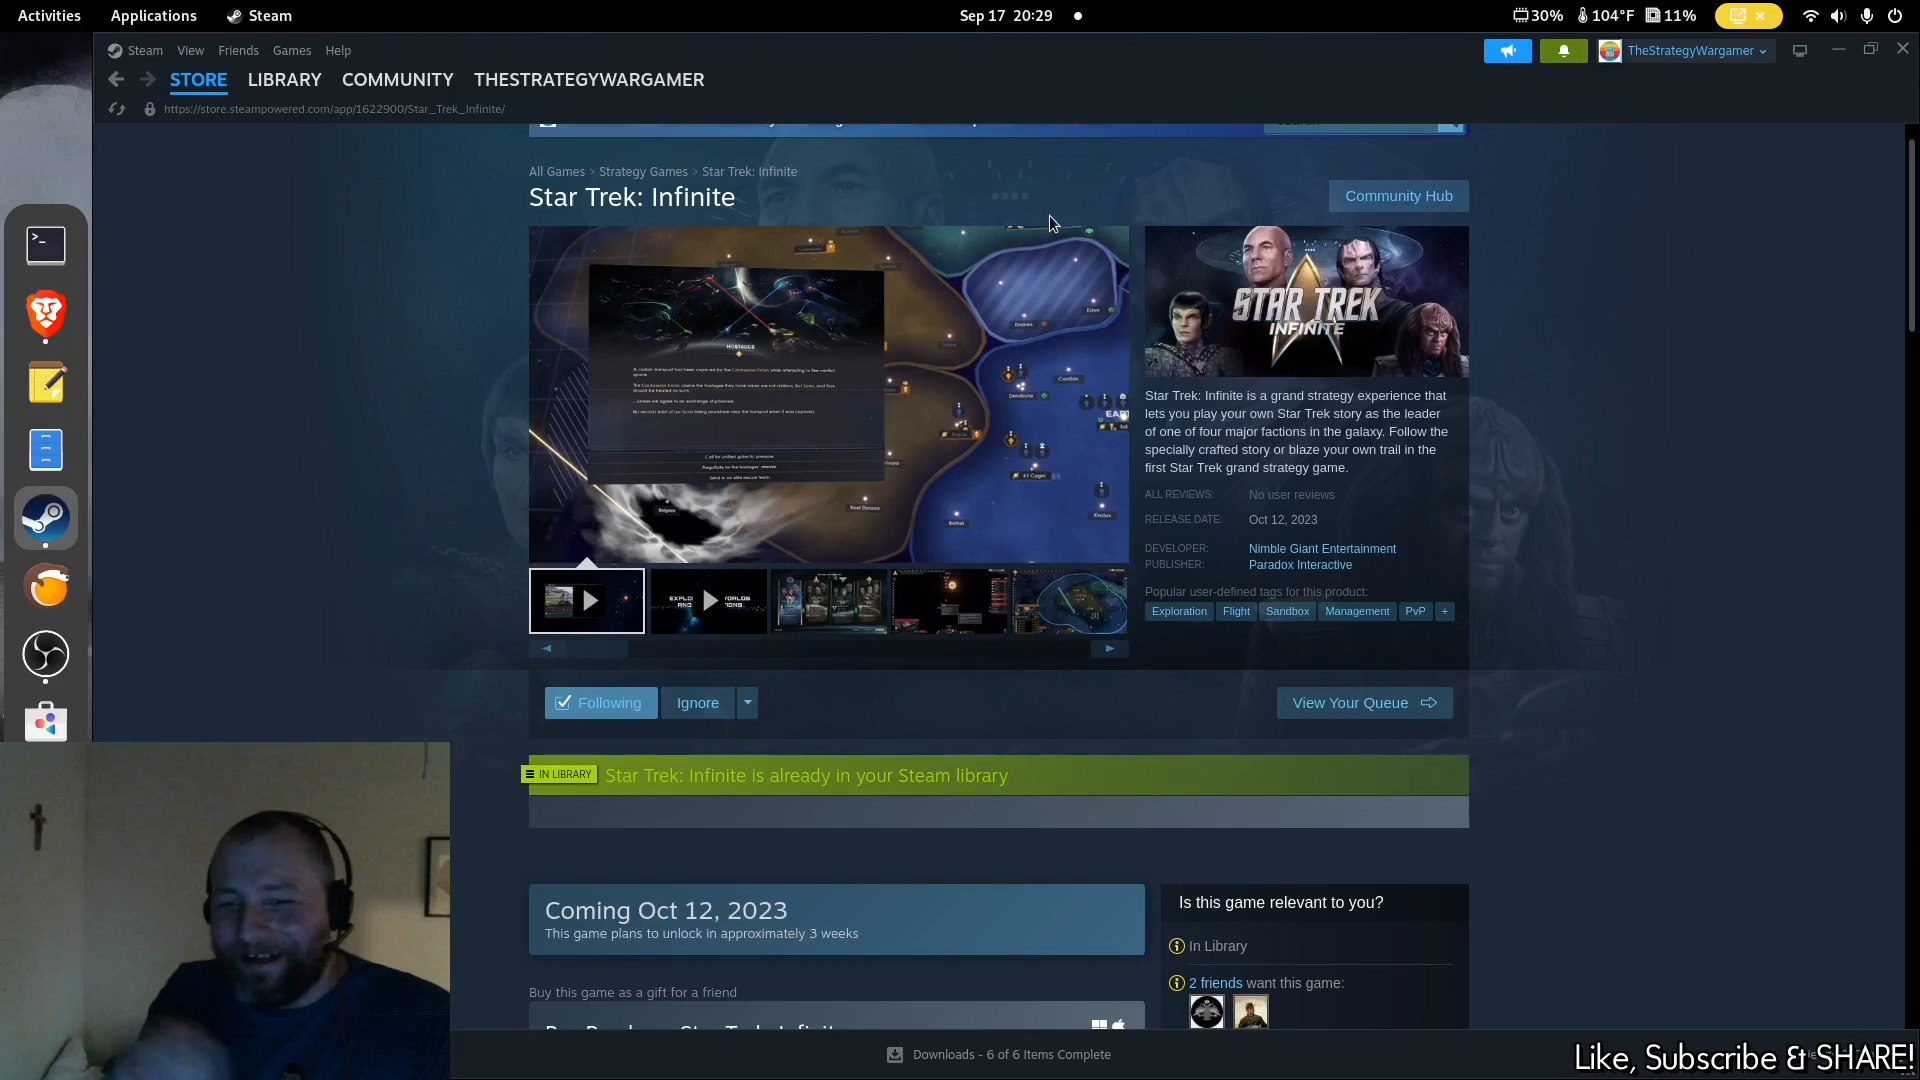 Activities
Applications
Steam
Sep 17 20:29
30%
104°F
11%
Steam
View
Friends
Games
Help
TheStrategyWargamer
STORE
LIBRARY
COMMUNITY
THESTRATEGYWARGAMER
https://store.steampowered.com/app/1622900/Star_Trek_Infinite/
All Games > Strategy Games > Star Trek: Infinite
Star Trek: Infinite
Community Hub
HOSTAGES
STAR TREK
INFINITE
Star Trek: Infinite is a grand strategy experience that
lets you play your own Star Trek story as the leader
of one of four major factions in the galaxy. Follow the
specially crafted story or blaze your own trail in the
first Star Trek grand strategy game.
ALL REVIEWS: No user reviews
RELEASE DATE: Oct 12, 2023
DEVELOPER: Nimble Giant Entertainment
PUBLISHER: Paradox Interactive
Popular user-defined tags for this product:
Exploration
Flight
Sandbox
Management
PvP
+
Following
Ignore
View Your Queue
IN LIBRARY
Star Trek: Infinite is already in your Steam library
Coming Oct 12, 2023
This game plans to unlock in approximately 3 weeks
Is this game relevant to you?
In Library
2 friends want this game:
Buy this game as a gift for a friend
Downloads - 6 of 6 Items Complete
Like, Subscribe & SHARE!